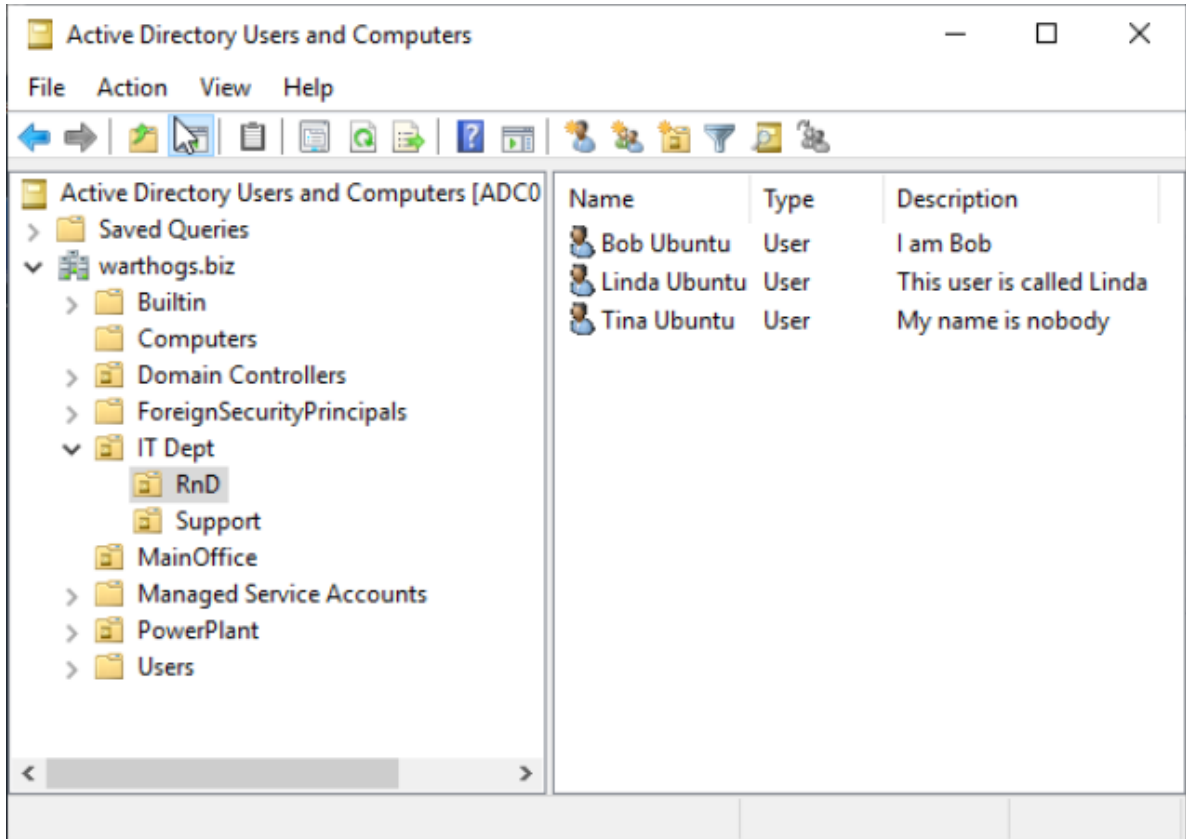 Active Directory Users and Computers
File Action View Help
Active Directory Users and Computers [ADC0
Saved Queries
warthogs.biz
Builtin
Computers
Domain Controllers
ForeignSecurityPrincipals
IT Dept
RnD
Support
MainOffice
Managed Service Accounts
PowerPlant
Users
Name Type Description
Bob Ubuntu User I am Bob
Linda Ubuntu User This user is called Linda
Tina Ubuntu User My name is nobody